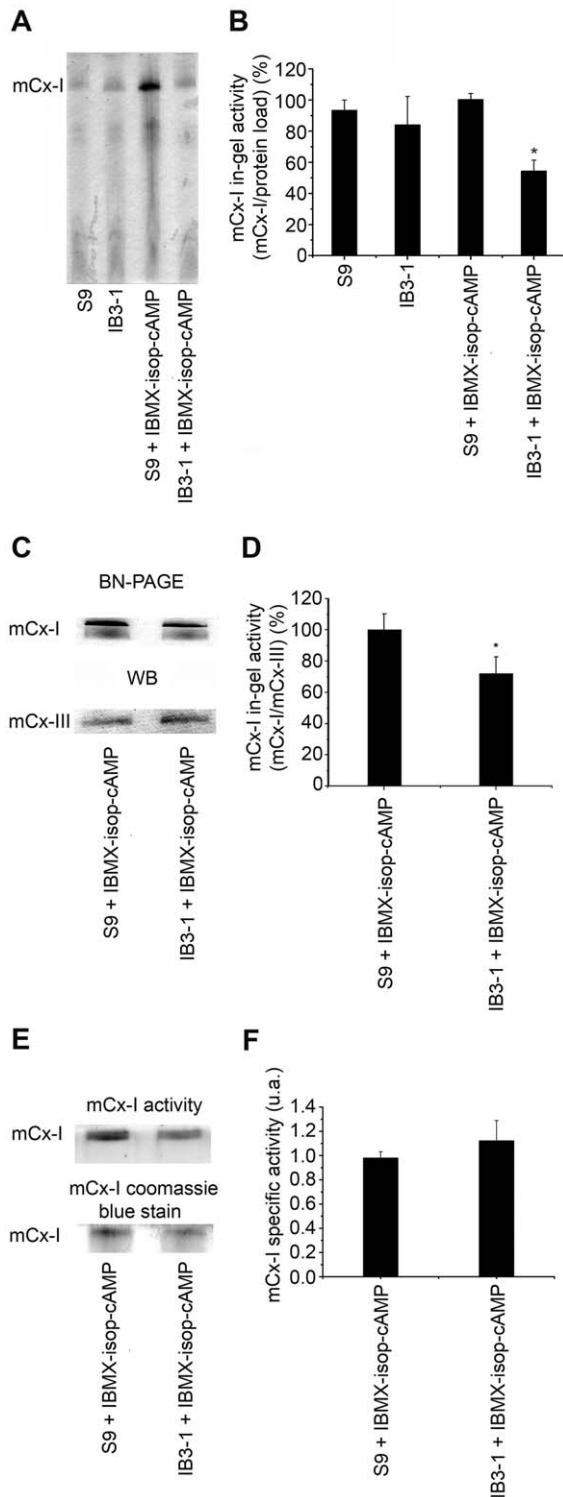 A
mCx-I
S9
IB3-1
S9 + IBMX-isop-cAMP
IB3-1 + IBMX-isop-cAMP
B
mCx-I in-gel activity
(mCx-I/protein load) (%)
120
100
80
60
40
20
0
*
S9
IB3-1
S9 + IBMX-isop-cAMP
IB3-1 + IBMX-isop-cAMP
C
BN-PAGE
mCx-I
WB
mCx-III
S9 + IBMX-isop-cAMP
IB3-1 + IBMX-isop-cAMP
D
mCx-I in-gel activity
(mCx-I/mCx-III) (%)
120
100
80
60
40
20
0
*
S9 + IBMX-isop-cAMP
IB3-1 + IBMX-isop-cAMP
E
mCx-I activity
mCx-I
mCx-I coomassie
blue stain
mCx-I
S9 + IBMX-isop-cAMP
IB3-1 + IBMX-isop-cAMP
F
mCx-I specific activity (u.a.)
1.4
1.2
1.0
0.8
0.6
0.4
0.2
0.0
S9 + IBMX-isop-cAMP
IB3-1 + IBMX-isop-cAMP